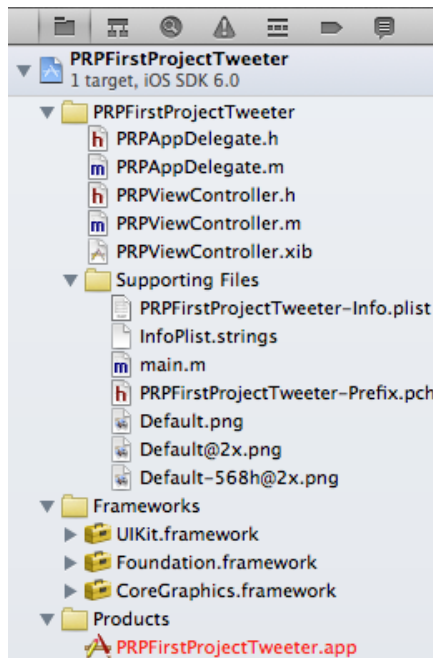 PRPFirstProjectTweeter
1 target, iOS SDK 6.0
PRPFirstProjectTweeter
h PRPAppDelegate.h
m PRPAppDelegate.m
h PRPViewController.h
m PRPViewController.m
PRPViewController.xib
Supporting Files
PRPFirstProjectTweeter-Info.plist
InfoPlist.strings
m main.m
h PRPFirstProjectTweeter-Prefix.pch
Default.png
Default@2x.png
Default-568h@2x.png
Frameworks
UIKit.framework
Foundation.framework
CoreGraphics.framework
Products
PRPFirstProjectTweeter.app